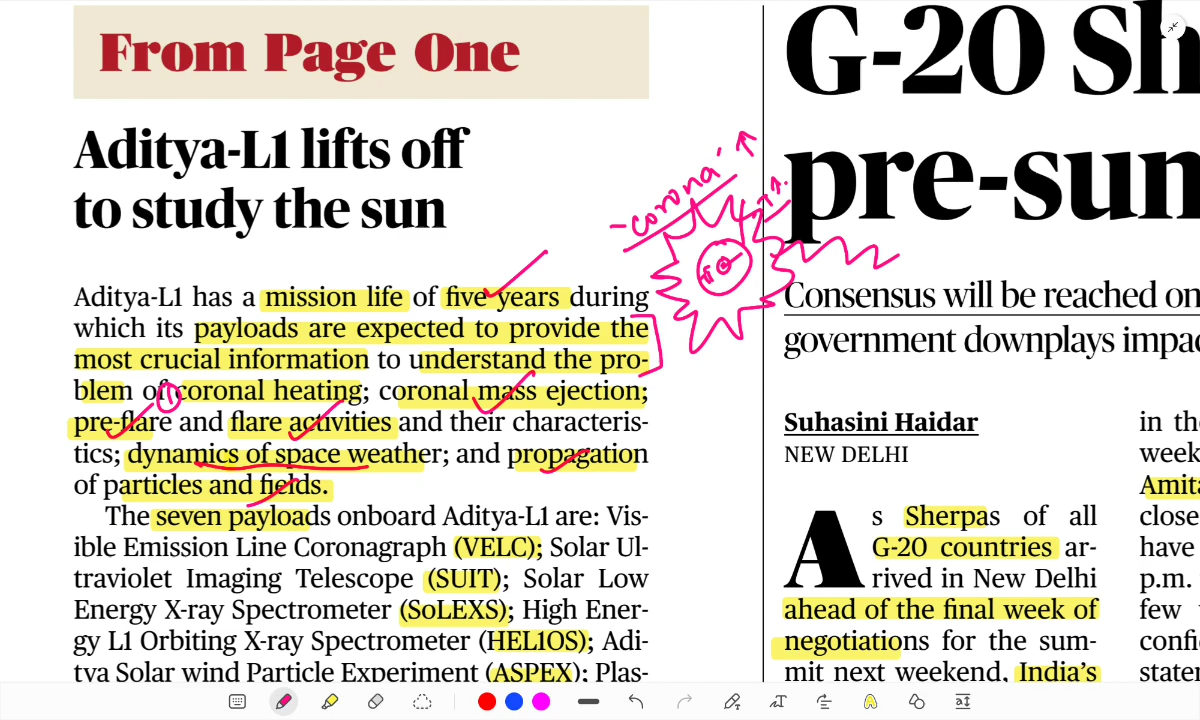 From Page One
Aditya-L1 lifts off
to study the sun
Aditya-L1 has a mission life of five years during
which its payloads are expected to provide the
most crucial information to understand the pro-
blem of coronal heating; coronal mass ejection;
pre-flare and flare activities and their characteris-
tics; dynamics of space weather; and propagation
of particles and fields.
The seven payloads onboard Aditya-L1 are: Vis-
ible Emission Line Coronagraph (VELC); Solar Ul-
traviolet Imaging Telescope (SUIT); Solar Low
Energy X-ray Spectrometer (SoLEXS); High Ener-
gy L1 Orbiting X-ray Spectrometer (HEL1OS); Adi-
tya Solar wind Particle Experiment (ASPEX); Plas-
- corona'
G-20 Sh
pre-sun
Consensus will be reached on
government downplays impac
Suhasini Haidar
NEW DELHI
As Sherpas of all
G-20 countries ar-
rived in New Delhi
ahead of the final week of
negotiations for the sum-
mit next weekend, India's
in the
week
Amita
close
have
p.m.
few
confi
state